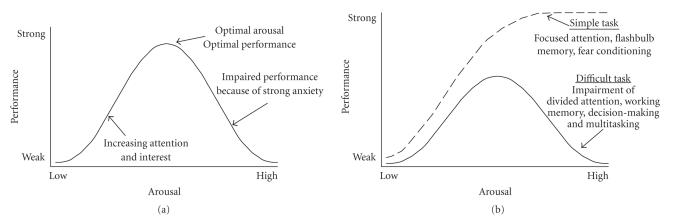 Strong
Performance
Weak
Optimal arousal
Optimal performance
Impaired performance
because of strong anxiety
Increasing attention
and interest
Low
High
Arousal
(a)
Strong
Performance
Weak
Simple task
Focused attention, flashbulb
memory, fear conditioning
Difficult task
Impairment of
divided attention, working
memory, decision-making
and multitasking
Low
High
Arousal
(b)